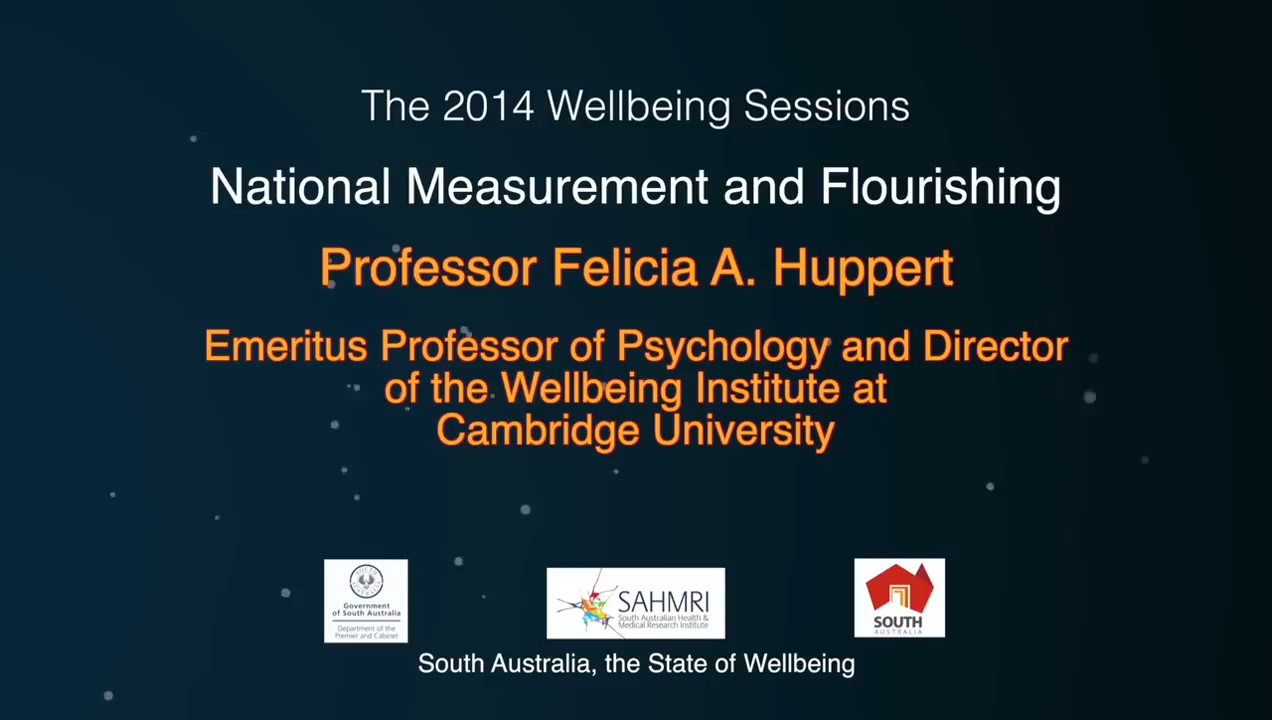 The 2014 Wellbeing Sessions
National Measurement and Flourishing
Professor Felicia A. Huppert
Emeritus Professor of Psychology and Director
of the Wellbeing Institute at
Cambridge University
SOUTH
AUSTRALIA
Government
of South Australia
Department of the
Premier and Cabinet
SAHMRI
South Australian Health &
Medical Research Institute
SOUTH
AUSTRALIA
South Australia, the State of Wellbeing